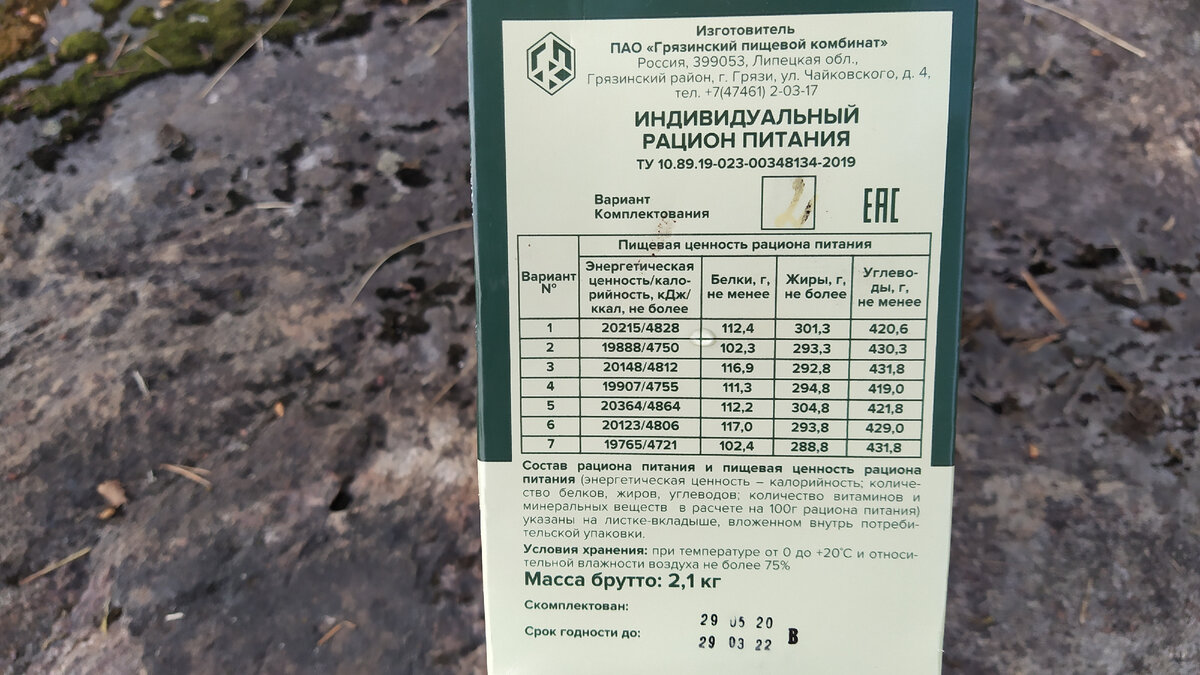 Изготовитель
ПАО «Грязинский пищевой комбинат»
Россия, 399053, Липецкая обл.,
Грязинский район, г. Грязи, ул. Чайковского, д. 4,
тел. +7(47461) 2-03-17
ИНДИВИДУАЛЬНЫЙ
РАЦИОН ПИТАНИЯ
ТУ 10.89.19-023-00348134-2019
Вариант
Комплектования
EAC
Вариант
N°
Пищевая ценность рациона питания
Энергетическая
ценность/кало-
рийность, кДж/
ккал, не более
Белки, г,
не менее
Жиры, г,
не более
Углево-
ды, г,
не менее
1 20215/4828 112,4 301,3 420,6
2 19888/4750 102,3 293,3 430,3
3 20148/4812 116,9 292,8 431,8
4 19907/4755 111,3 294,8 419,0
5 20364/4864 112,2 304,8 421,8
6 20123/4806 117,0 293,8 429,0
7 19765/4721 102,4 288,8 431,8
Состав рациона питания и пищевая ценность рациона
питания (энергетическая ценность – калорийность; количе-
ство белков, жиров, углеводов; количество витаминов и
минеральных веществ в расчете на 100г рациона питания)
указаны на листке-вкладыше, вложенном внутрь потреби-
тельской упаковки.
Условия хранения: при температуре от 0 до +20°С и относи-
тельной влажности воздуха не более 75%
Масса брутто: 2,1 кг
Скомплектован:
29 05 20
Срок годности до:
29 03 22 В